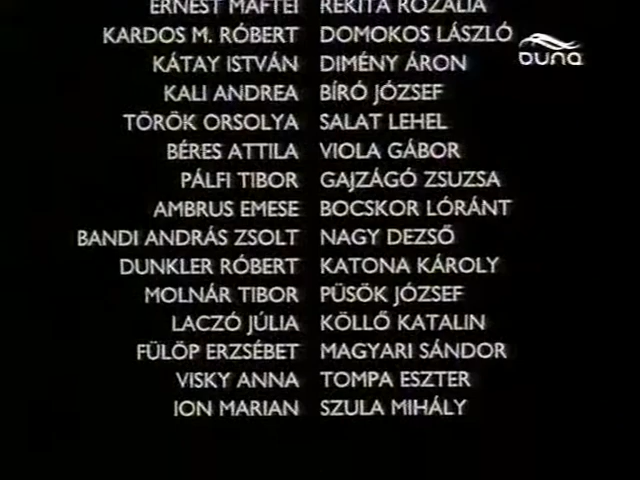 ERNEST MAFTEI REKITA ROZÁLIA
KARDOS M. RÓBERT DOMOKOS LÁSZLÓ
duna
KÁTAY ISTVÁN DIMÉNY ÁRON
KALI ANDREA BÍRÓ JÓZSEF
TÖRÖK ORSOLYA SALAT LEHEL
BÉRES ATTILA VIOLA GÁBOR
PÁLFI TIBOR GAJZÁGÓ ZSUZSA
AMBRUS EMESE BOCSKOR LÓRÁNT
BANDI ANDRÁS ZSOLT NAGY DEZSŐ
DUNKLER RÓBERT KATONA KÁROLY
MOLNÁR TIBOR PÜSÖK JÓZSEF
LACZÓ JÚLIA KÖLLŐ KATALIN
FÜLÖP ERZSÉBET MAGYARI SÁNDOR
VISKY ANNA TOMPA ESZTER
ION MARIAN SZULA MIHÁLY